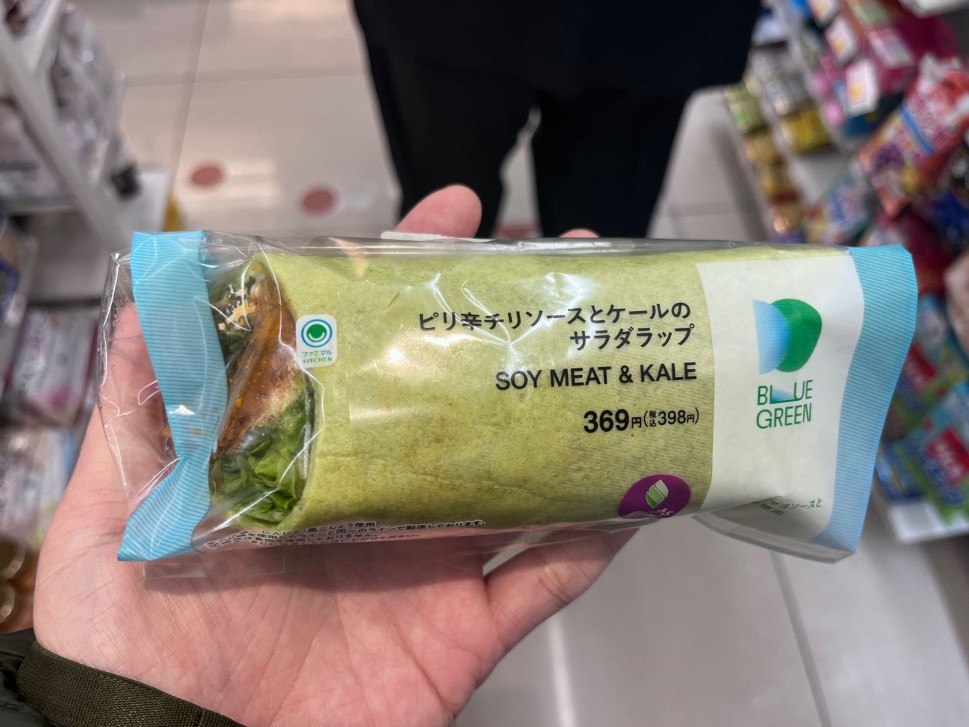 ピリ辛チリソースとケールの
サラダラップ
SOY MEAT & KALE
369円(税込398円)
ファミマル
KITCHEN
BLUE
GREEN